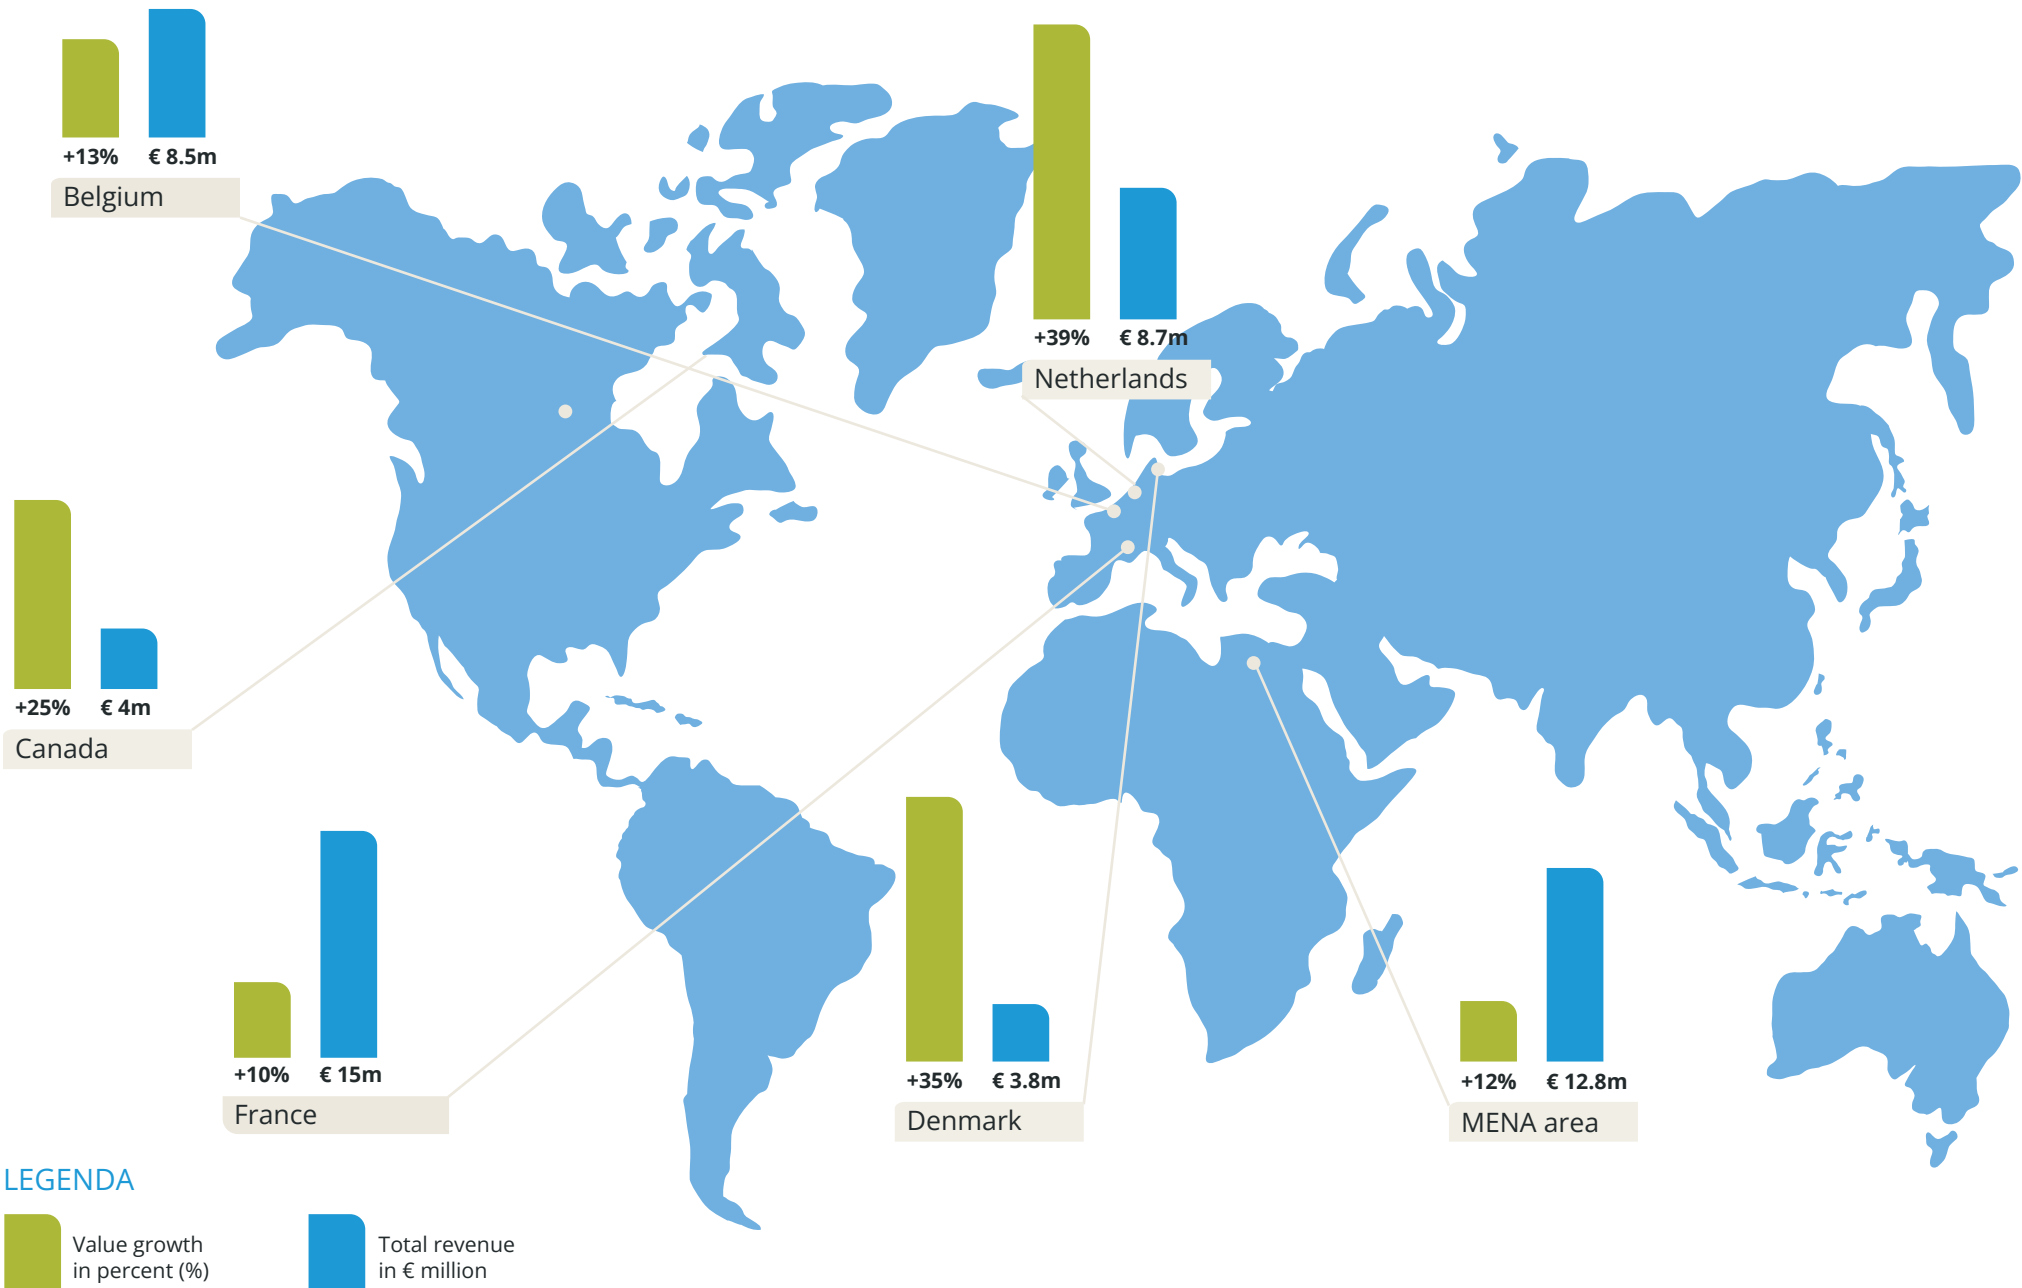 +13% € 8.5m
Belgium
+39% € 8.7m
Netherlands
+25% € 4m
Canada
+10% € 15m
France
+35% € 3.8m
Denmark
+12% € 12.8m
MENA area
LEGENDA
Value growth
in percent (%)
Total revenue
in € million